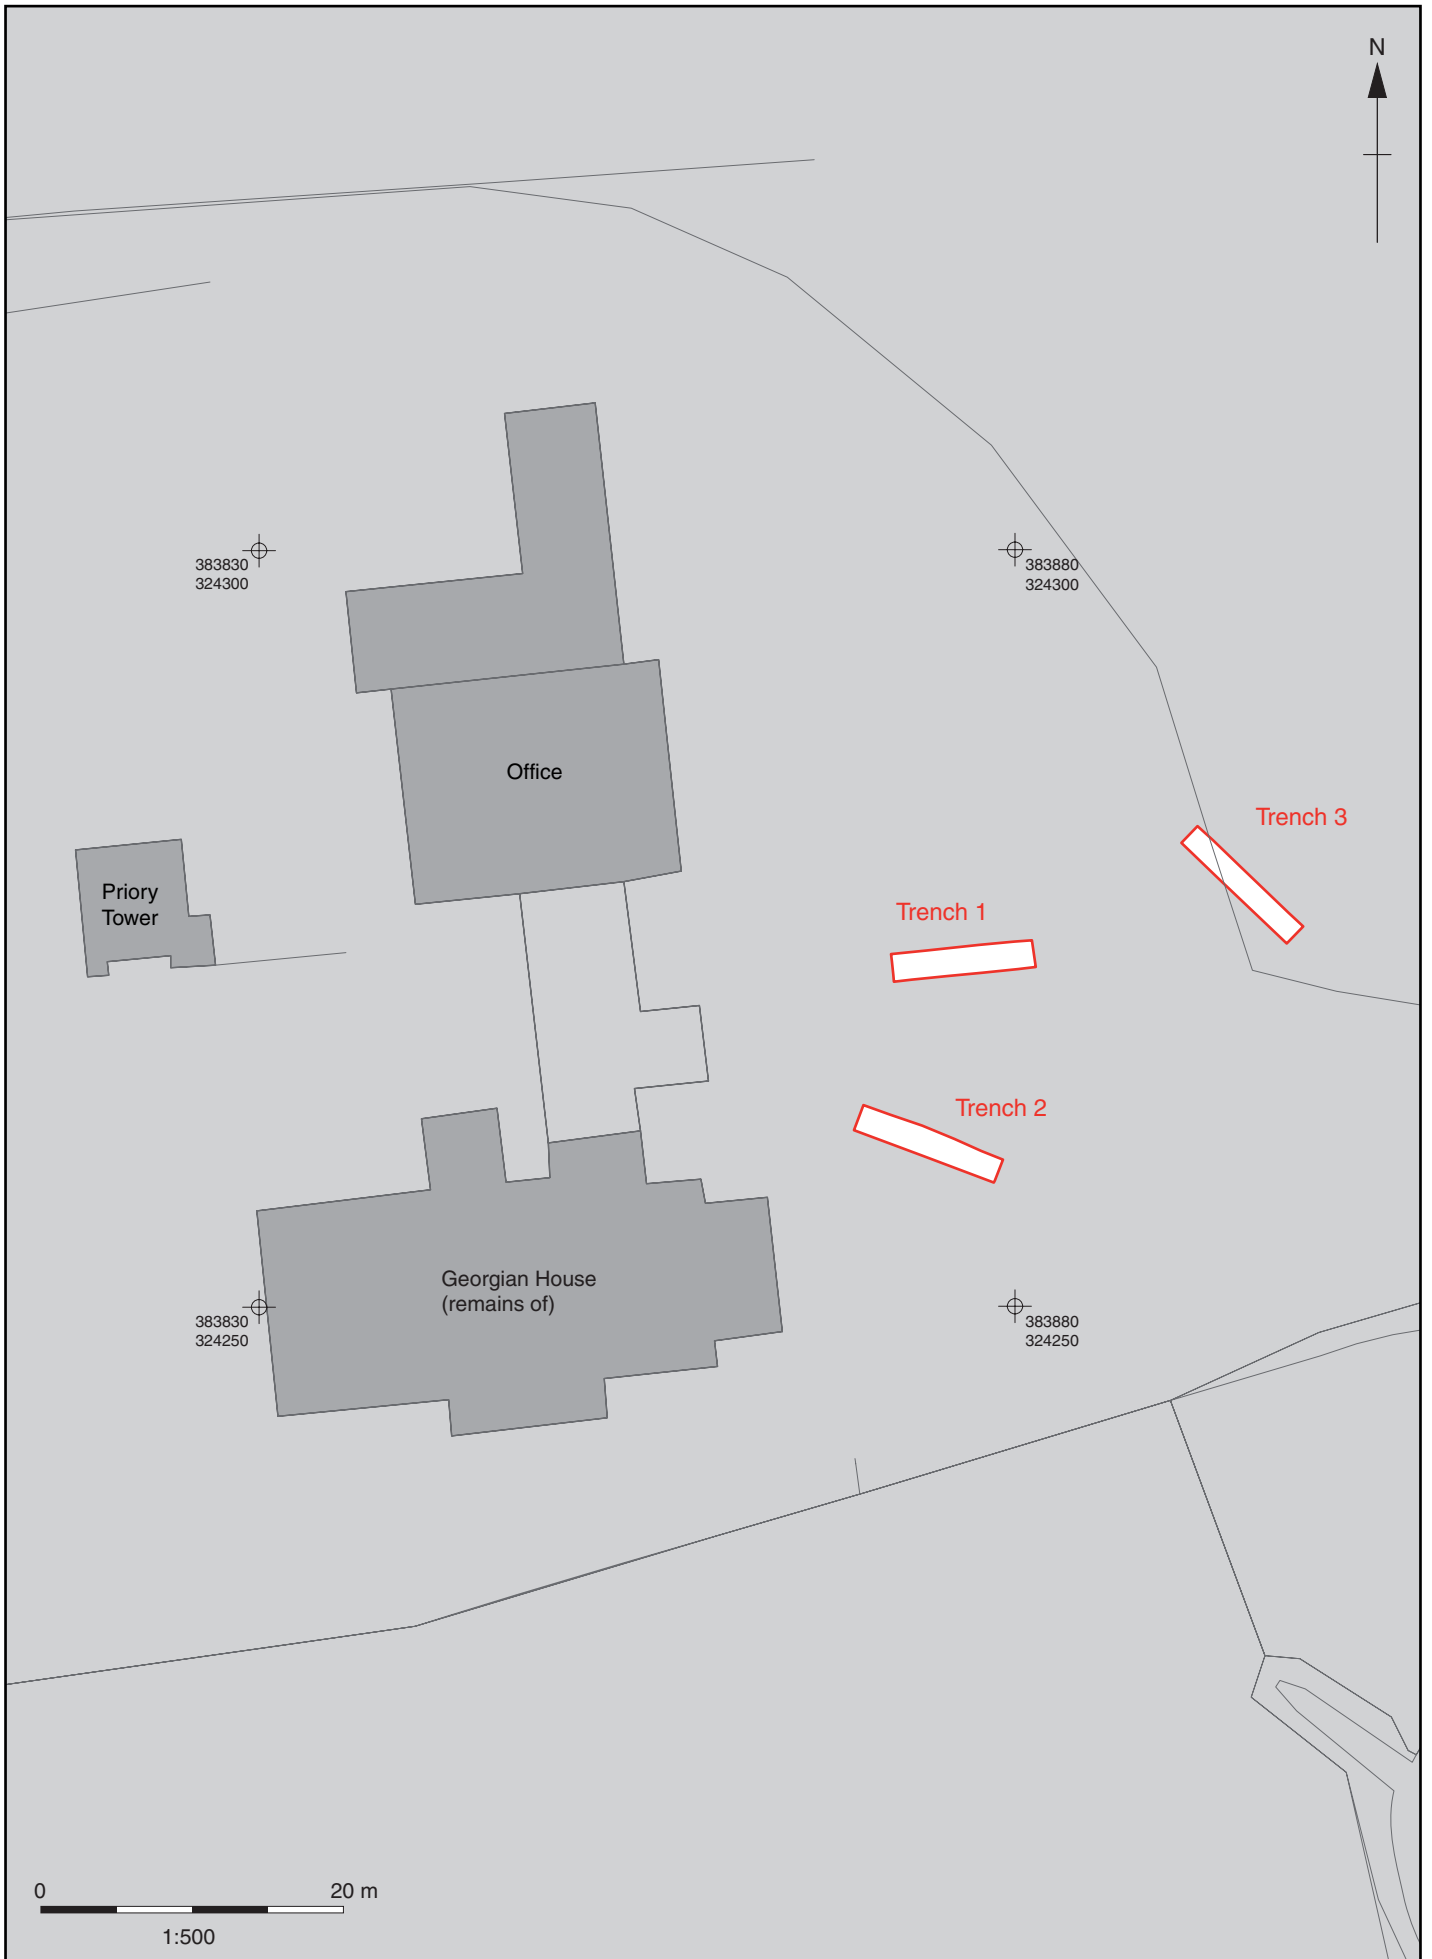 N
383830
324300
383880
324300
Office
Trench 3
Priory
Tower
Trench 1
Trench 2
Georgian House
(remains of)
383830
324250
383880
324250
0 20 m
1:500